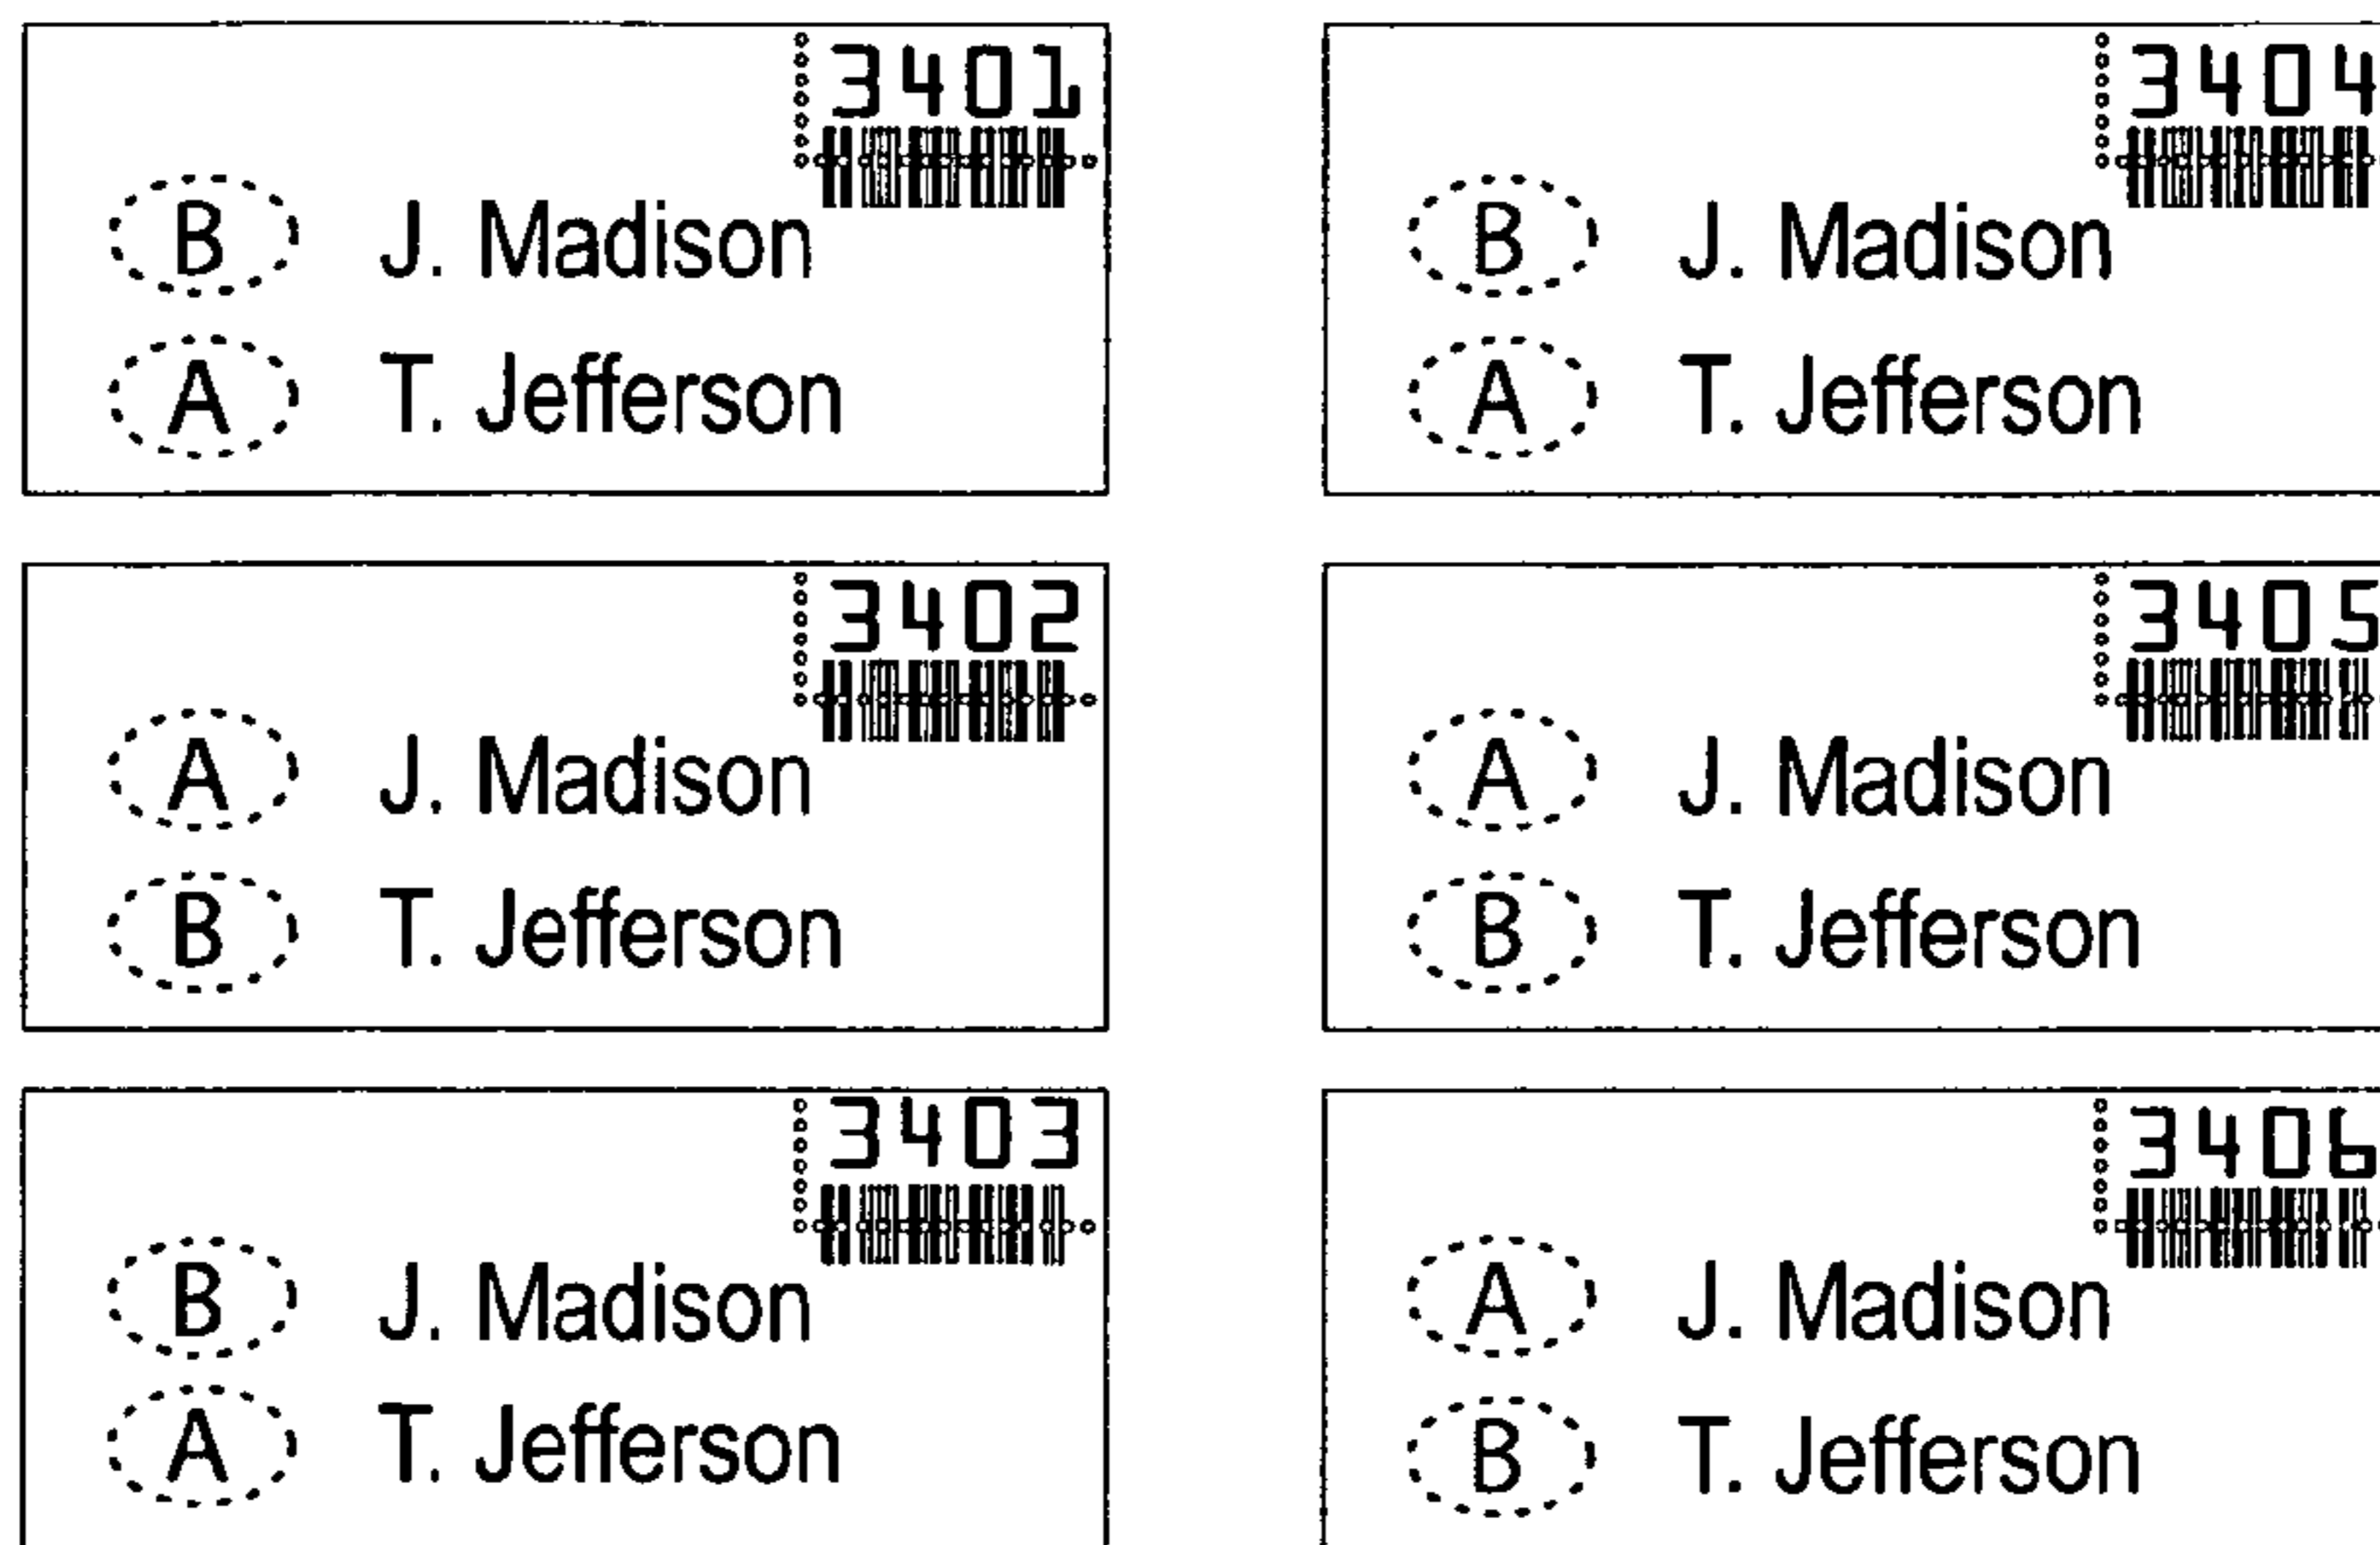 3401
B J. Madison
A T. Jefferson
3402
A J. Madison
B T. Jefferson
3403
B J. Madison
A T. Jefferson
3404
B J. Madison
A T. Jefferson
3405
A J. Madison
B T. Jefferson
3406
A J. Madison
B T. Jefferson